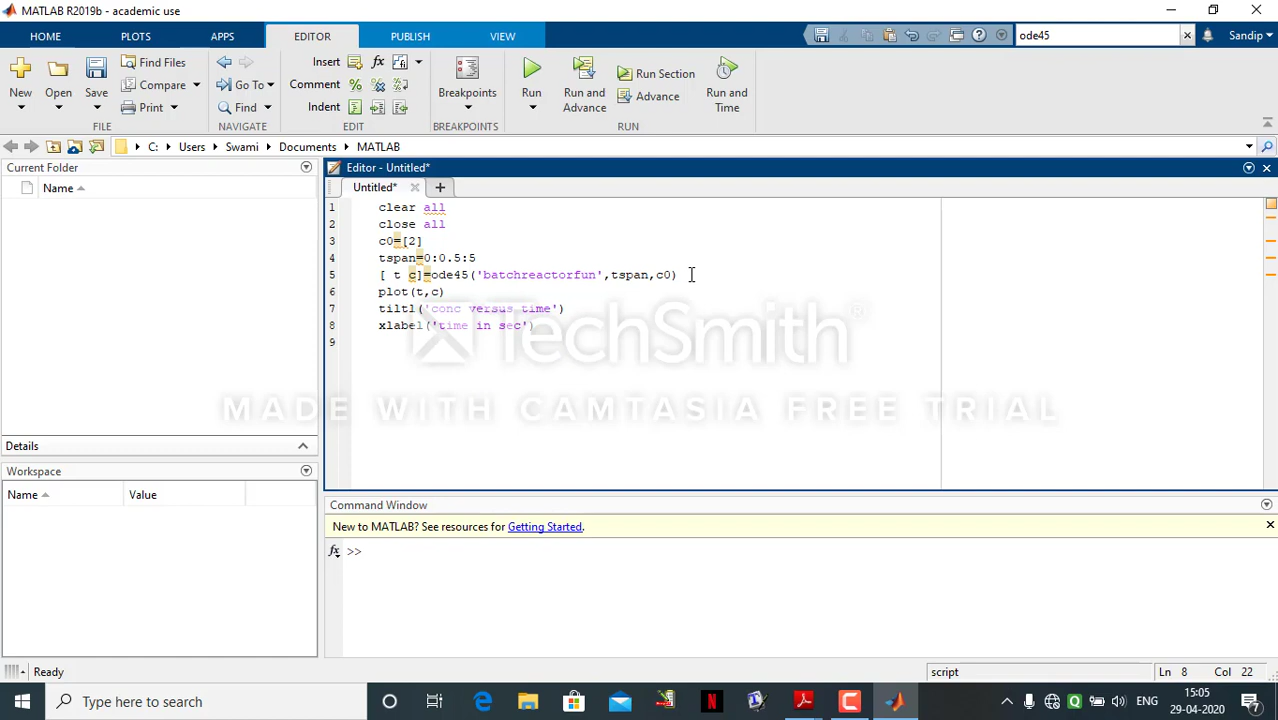 MATLAB R2019b - academic use
HOME PLOTS APPS EDITOR PUBLISH VIEW ode45 Sandip
New Open Save Find Files Compare Print Go To Find Insert Comment Indent Breakpoints Run Run and Advance Run Section Advance Run and Time
FILE NAVIGATE EDIT BREAKPOINTS RUN
C: Users Swami Documents MATLAB
Current Folder
Name
Details
Workspace
Name Value
Editor - Untitled*
Untitled*
1 clear all
2 close all
3 c0=[2]
4 tspan=0:0.5:5
5 [ t c]=ode45('batchreactorfun',tspan,c0)
6 plot(t,c)
7 tiltl('conc versus time')
8 xlabel('time in sec')
9
TechSmith
MADE WITH CAMTASIA FREE TRIAL
Command Window
New to MATLAB? See resources for Getting Started.
fx >>
Ready script Ln 8 Col 22
Type here to search ENG 15:05 29-04-2020 7